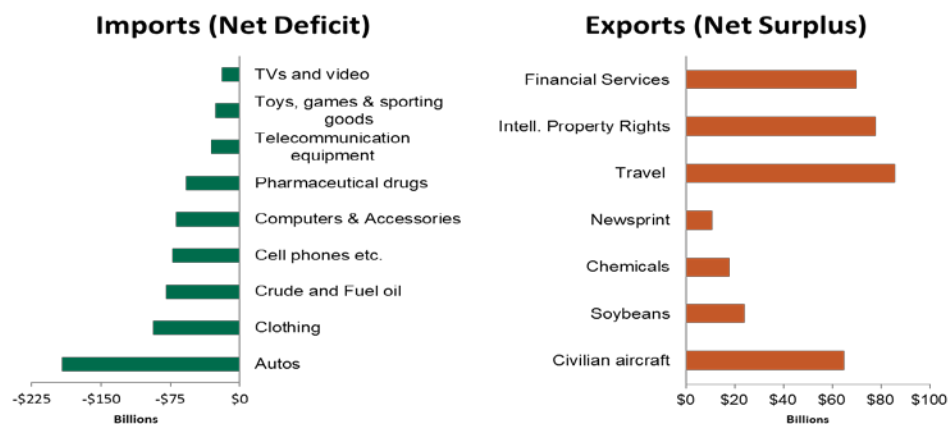 Imports (Net Deficit)
TVs and video
Toys, games & sporting
goods
Telecommunication
equipment
Pharmaceutical drugs
Computers & Accessories
Cell phones etc.
Crude and Fuel oil
Clothing
Autos
-$225 -$150 -$75 $0
Billions
Exports (Net Surplus)
Financial Services
Intell. Property Rights
Travel
Newsprint
Chemicals
Soybeans
Civilian aircraft
$0 $20 $40 $60 $80 $100
Billions